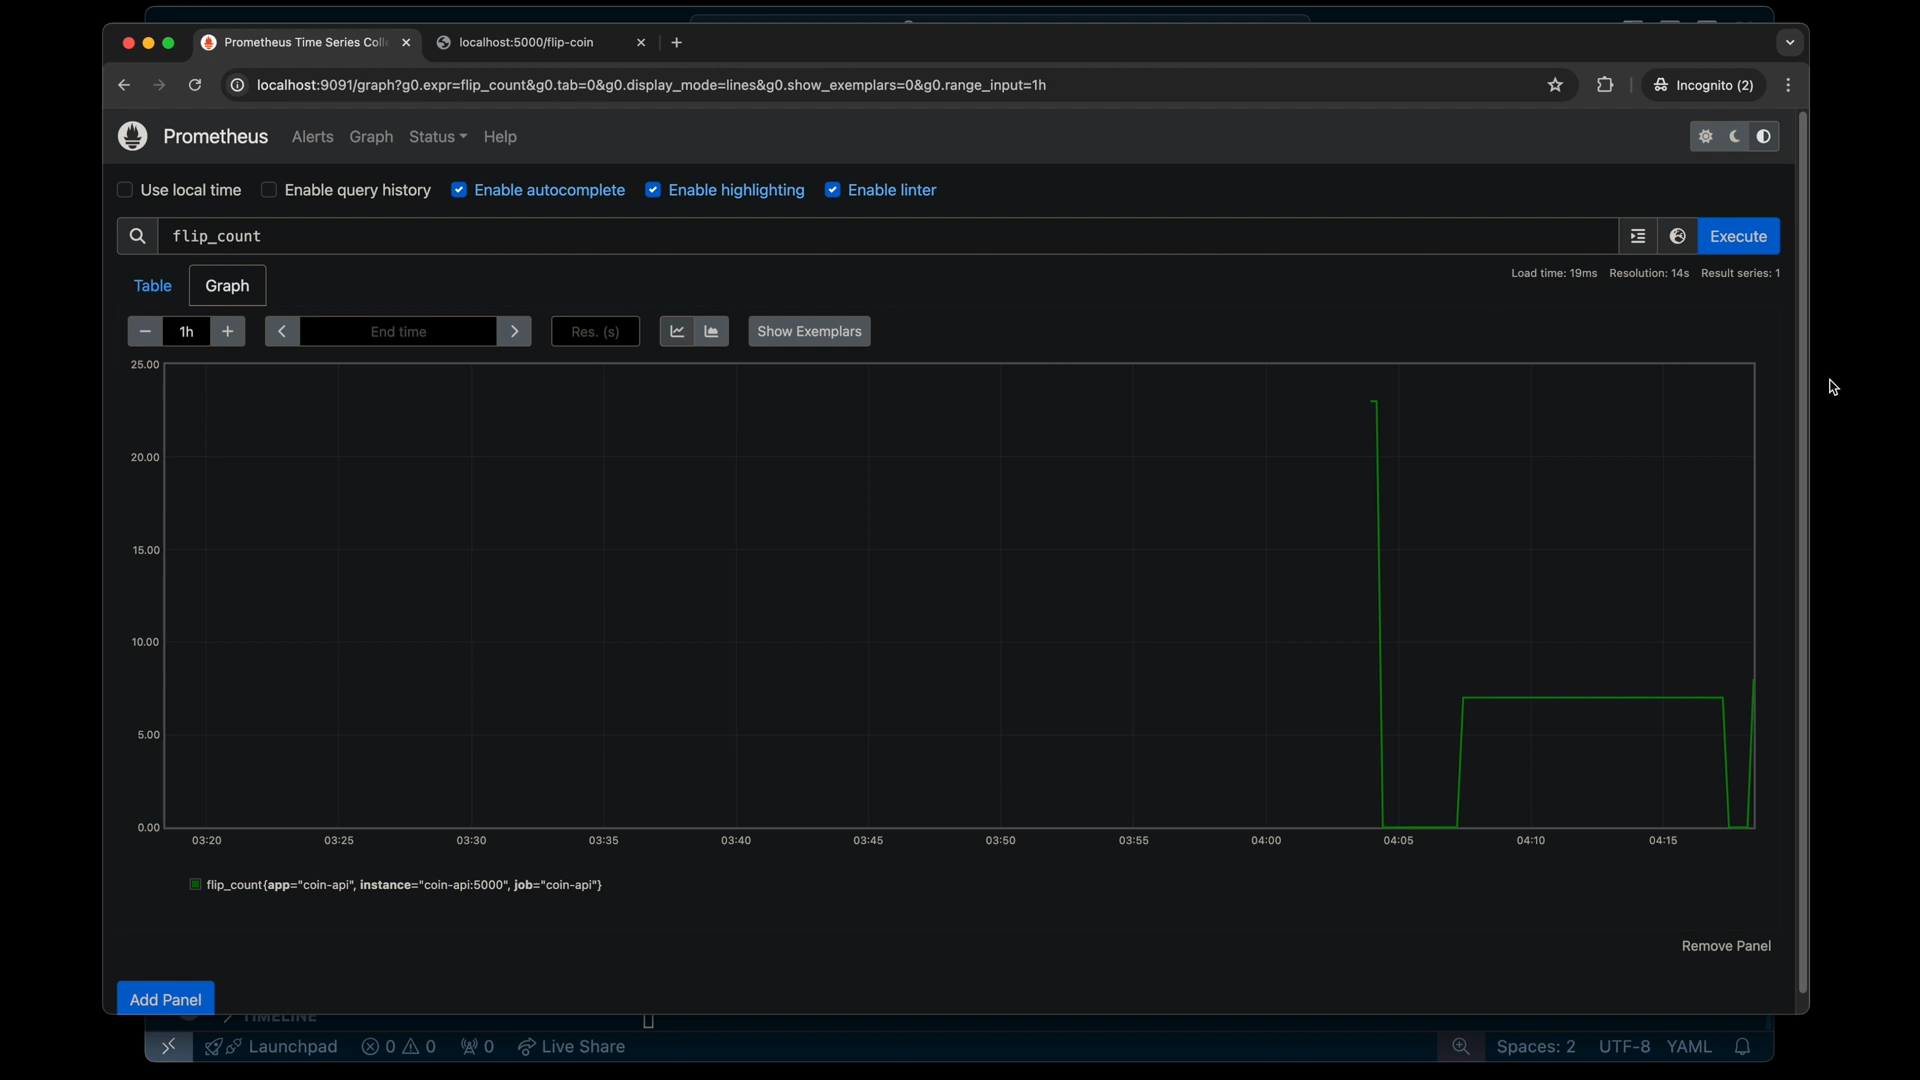 Prometheus Time Series Coll
localhost:5000/flip-coin
localhost:9091/graph?g0.expr=flip_count&g0.tab=0&g0.display_mode=lines&g0.show_exemplars=0&g0.range_input=1h
Incognito (2)
Prometheus Alerts Graph Status Help
Use local time Enable query history Enable autocomplete Enable highlighting Enable linter
flip_count
Execute
Table Graph
Load time: 19ms Resolution: 14s Result series: 1
1h End time Res. (s) Show Exemplars
25.00
20.00
15.00
10.00
5.00
0.00
03:20 03:25 03:30 03:35 03:40 03:45 03:50 03:55 04:00 04:05 04:10 04:15
flip_count{app="coin-api", instance="coin-api:5000", job="coin-api"}
Remove Panel
Add Panel
TIMELINE
Launchpad 0 0 0 Live Share Spaces: 2 UTF-8 YAML